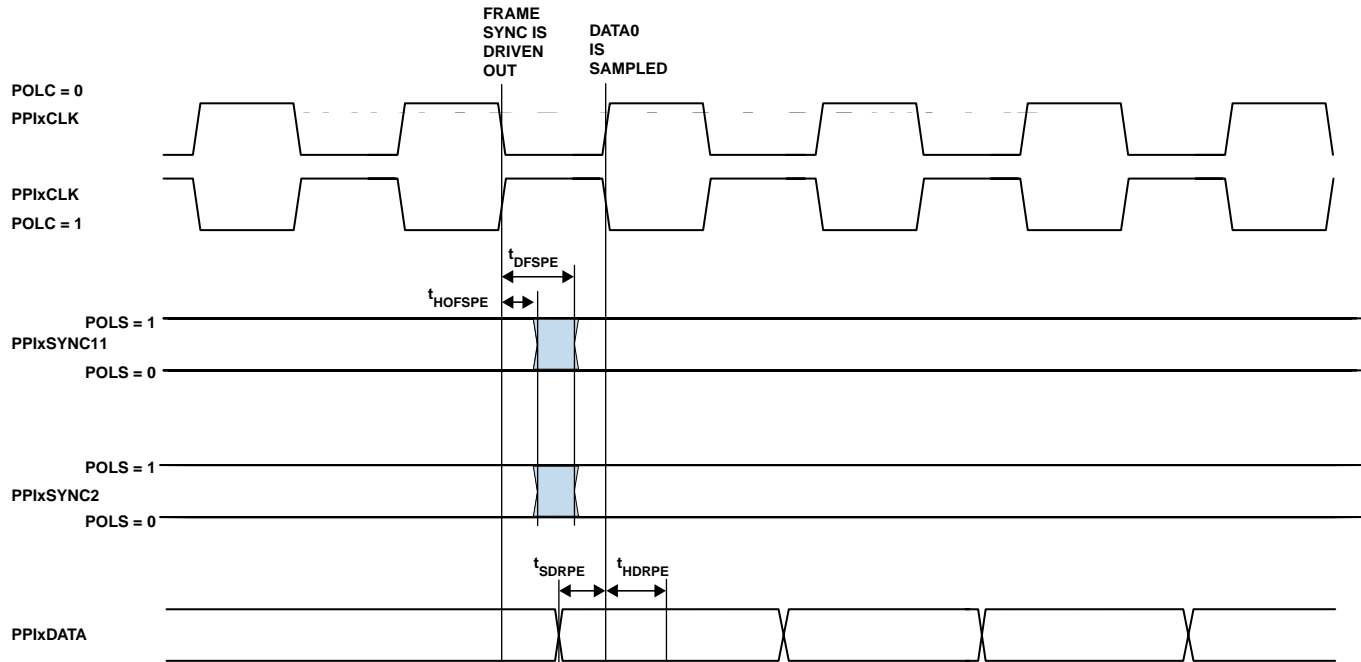 FRAME
SYNC IS
DRIVEN
OUT
DATA0
IS
SAMPLED
POLC = 0
PPIxCLK
PPIxCLK
POLC = 1
tDFSPE
tHOFSPE
POLS = 1
PPIxSYNC11
POLS = 0
POLS = 1
PPIxSYNC2
POLS = 0
tSDRPE
tHDRPE
PPIxDATA